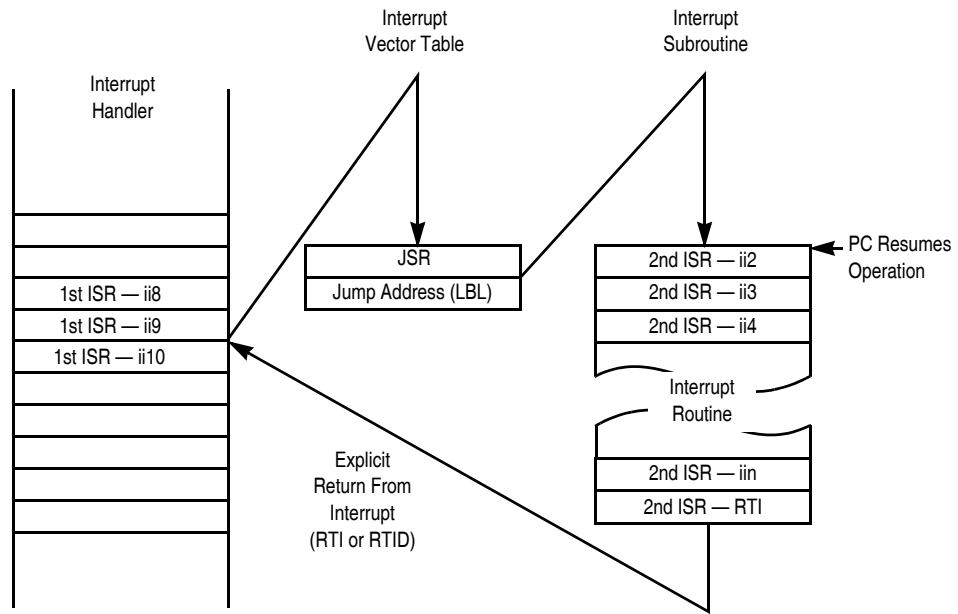 Interrupt
Vector Table
Interrupt
Subroutine
Interrupt
Handler
JSR
Jump Address (LBL)
1st ISR — ii8
1st ISR — ii9
1st ISR — ii10
2nd ISR — ii2
2nd ISR — ii3
2nd ISR — ii4
PC Resumes
Operation
Interrupt
Routine
2nd ISR — iin
2nd ISR — RTI
Explicit
Return From
Interrupt
(RTI or RTID)